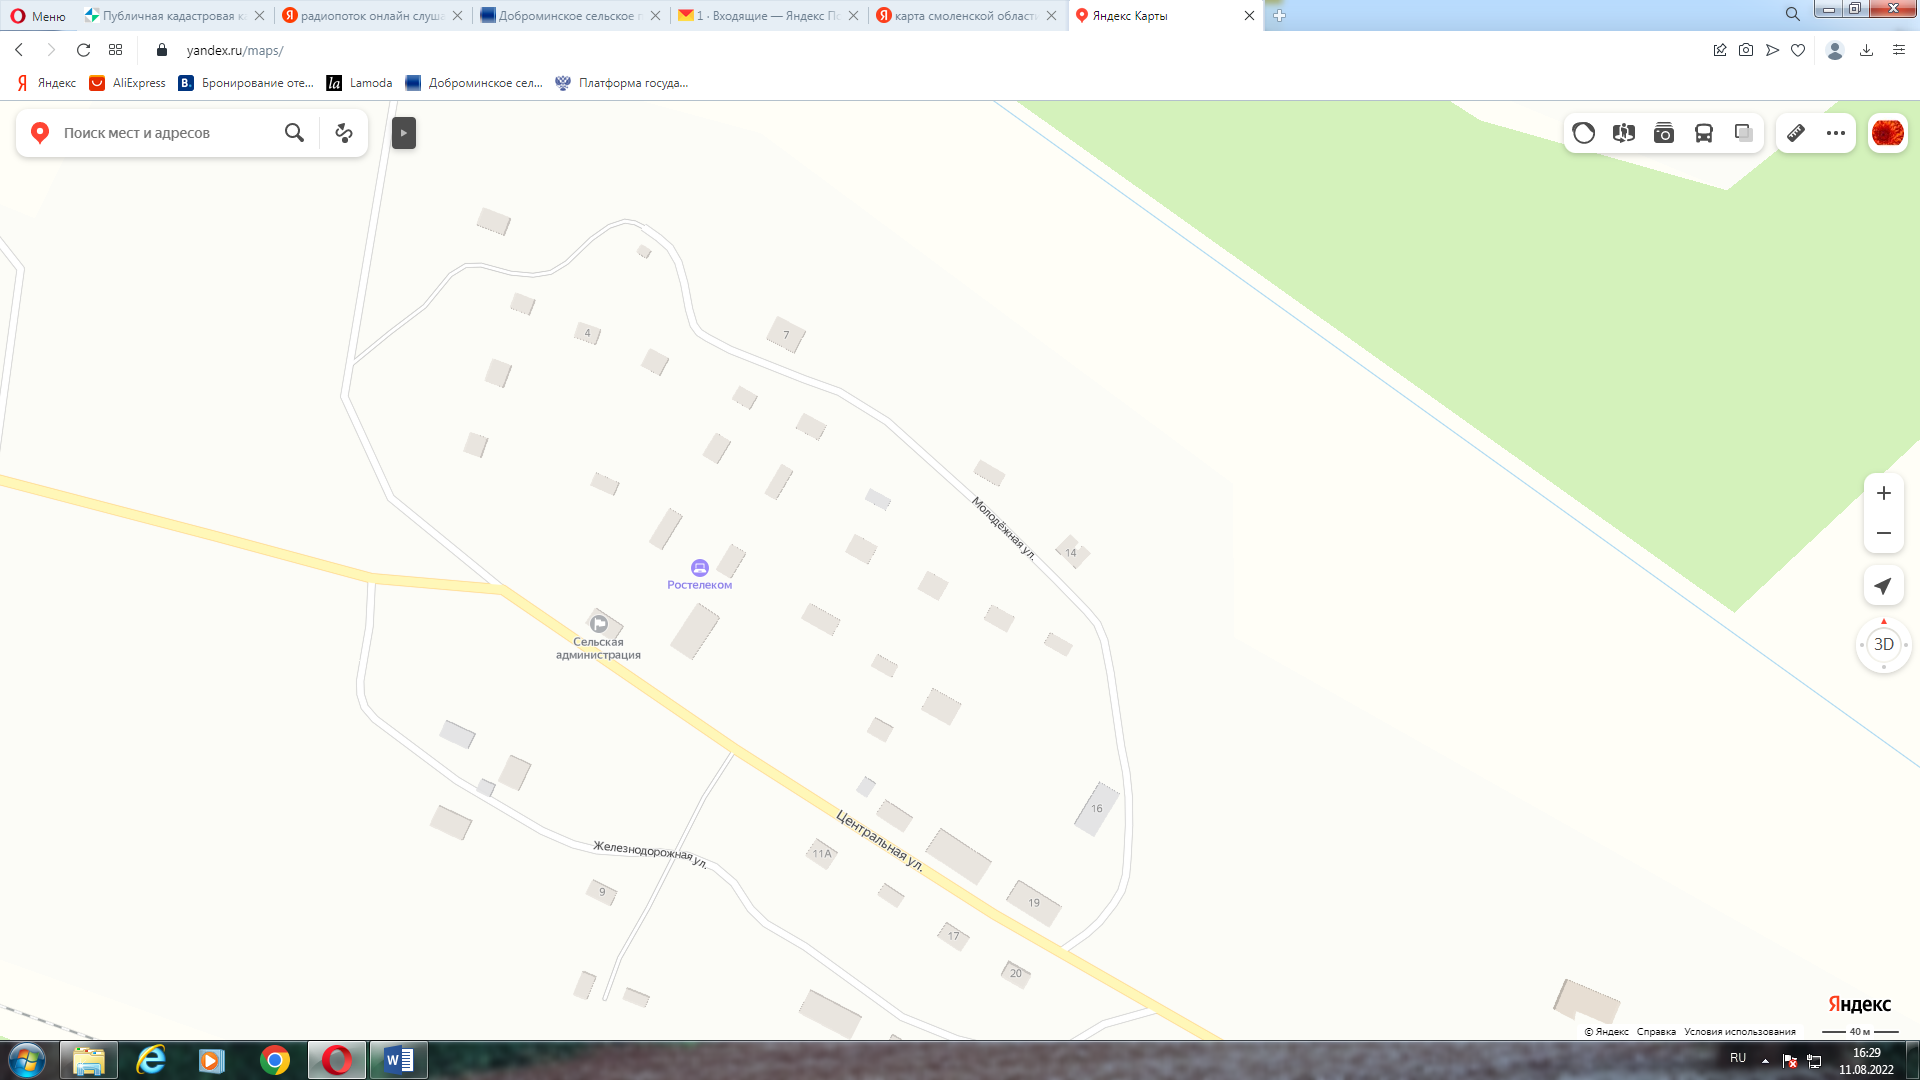 Меню
Публичная кадастровая к
радиопоток онлайн слуша
Доброминское сельское п
1 · Входящие — Яндекс По
карта смоленской области
Яндекс Карты
yandex.ru/maps/
Яндекс
AliExpress
B.
Бронирование оте...
la
Lamoda
Доброминское сел...
Платформа госуда...
Поиск мест и адресов
4
7
Молодёжная ул.
14
Ростелеком
Сельская
администрация
3D
16
Центральная ул.
11А
Железнодорожная ул.
9
19
17
20
Яндекс
© Яндекс Справка Условия использования
40 м
RU
16:29
11.08.2022